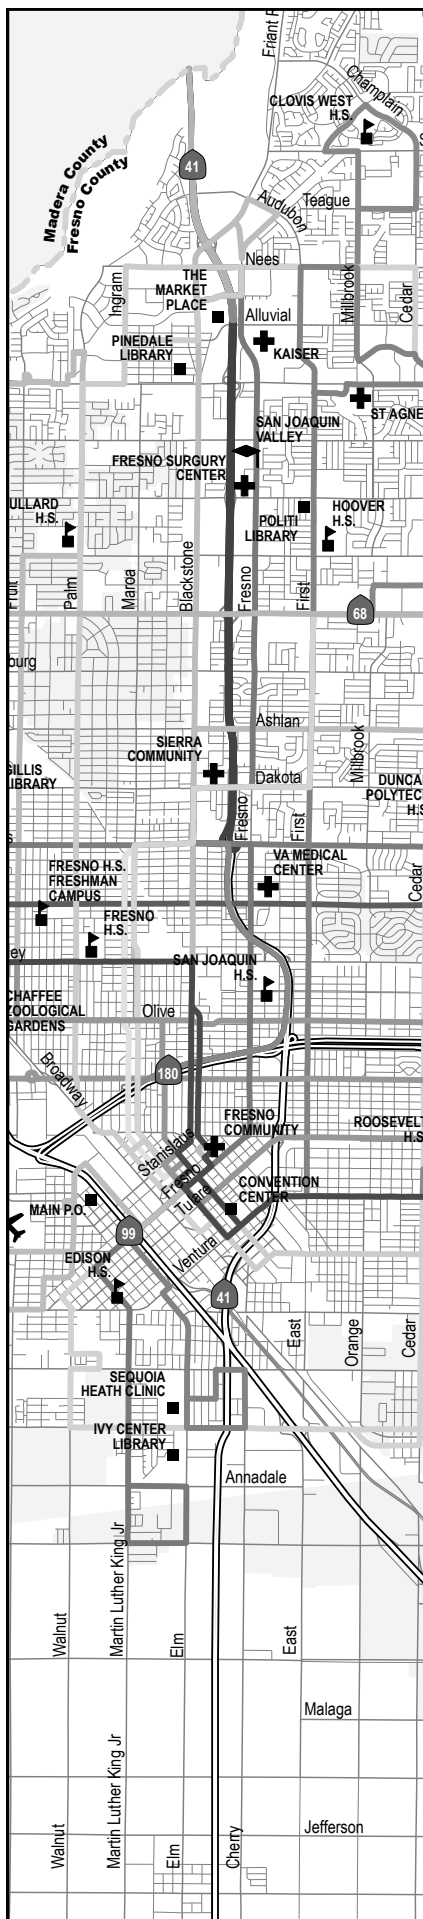 Friant R
Champlain
CLOVIS WEST
H.S.
Madera County
Fresno County
41
Audubon
Teague
Nees
Ingram
THE
MARKET
PLACE
Millbrook
Cedar
Alluvial
PINEDALE
LIBRARY
KAISER
ST AGNE
SAN JOAQUIN
VALLEY
FRESNO SURGURY
CENTER
ULLARD
H.S.
POLITI
LIBRARY
HOOVER
H.S.
Fruit
Palm
Maroa
Blackstone
Fresno
First
68
burg
Ashlan
SIERRA
COMMUNITY
Millbrook
GILLIS
LIBRARY
Dakota
DUNCA
POLYTEC
H.S
Fresno
First
s
VA MEDICAL
CENTER
Cedar
FRESNO H.S.
FRESHMAN
CAMPUS
FRESNO
H.S.
ey
SAN JOAQUIN
H.S.
CHAFFEE
ZOOLOGICAL
GARDENS
Olive
Broadway
180
FRESNO
COMMUNITY
ROOSEVELT
H.S
Stanislaus
Fresno
Tulare
CONVENTION
CENTER
MAIN P.O.
99
Ventura
EDISON
H.S.
41
East
Orange
Cedar
SEQUOIA
HEATH CLINIC
IVY CENTER
LIBRARY
Annadale
Walnut
Martin Luther King Jr
Elm
East
Malaga
Walnut
Martin Luther King Jr
Elm
Cherry
Jefferson